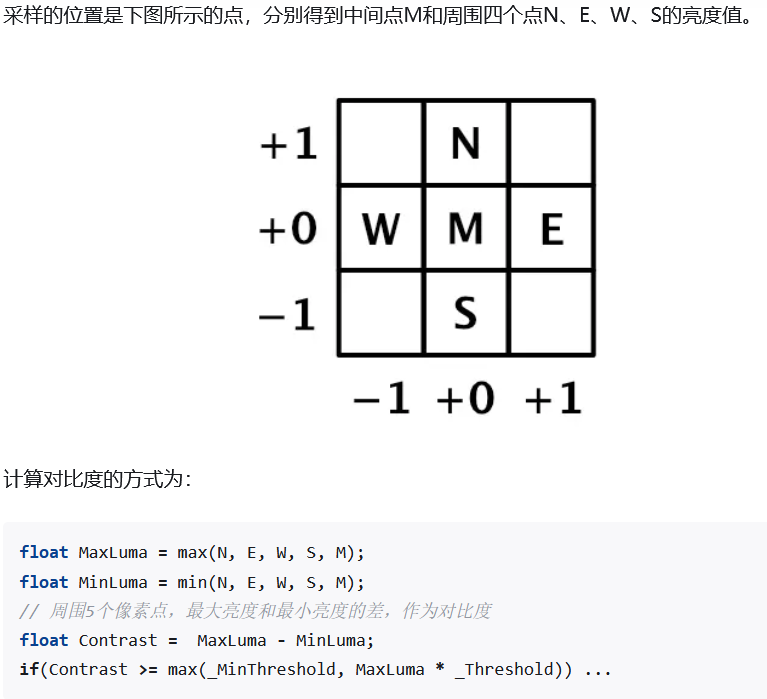 采样的位置是下图所示的点，分别得到中间点M和周围四个点N、E、W、S的亮度值。
+1 N
+0 W M E
−1 S
−1 +0 +1
计算对比度的方式为：
float MaxLuma = max(N, E, W, S, M);
float MinLuma = min(N, E, W, S, M);
// 周围5个像素点，最大亮度和最小亮度的差，作为对比度
float Contrast =  MaxLuma - MinLuma;
if(Contrast >= max(_MinThreshold, MaxLuma * _Threshold)) ...